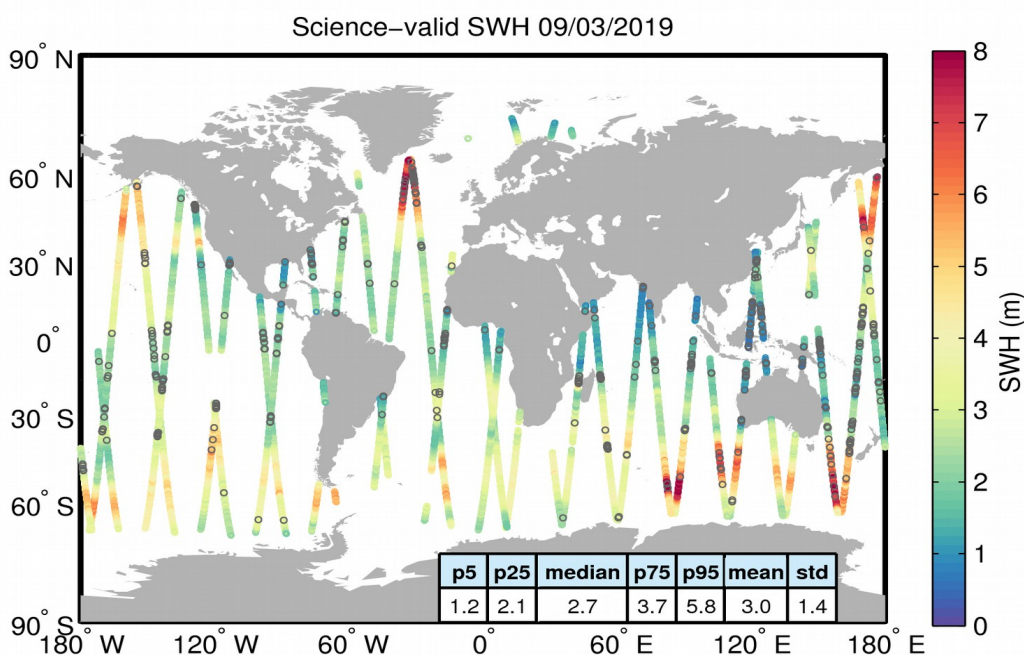 Science–valid SWH 09/03/2019
90° N
60° N
30° N
0°
30° S
60° S
90° S
180° W
120° W
60° W
0°
60° E
120° E
180° E
p5 p25 median p75 p95 mean std
1.2 2.1 2.7 3.7 5.8 3.0 1.4
8
7
6
5
4
3
2
1
0
SWH (m)